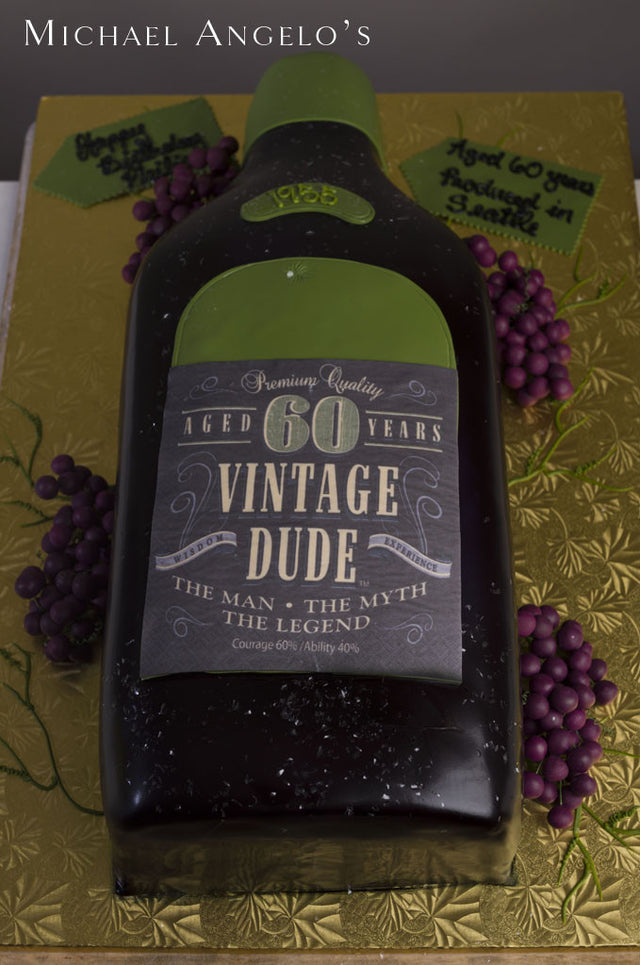 MICHAEL ANGELO'S
Happy
Birthday
Aged 60 years
Produced in
Seattle
1955
Premium Quality
AGED 60 YEARS
VINTAGE
DUDE™
WISDOM EXPERIENCE
THE MAN • THE MYTH
THE LEGEND
Courage 60% / Ability 40%